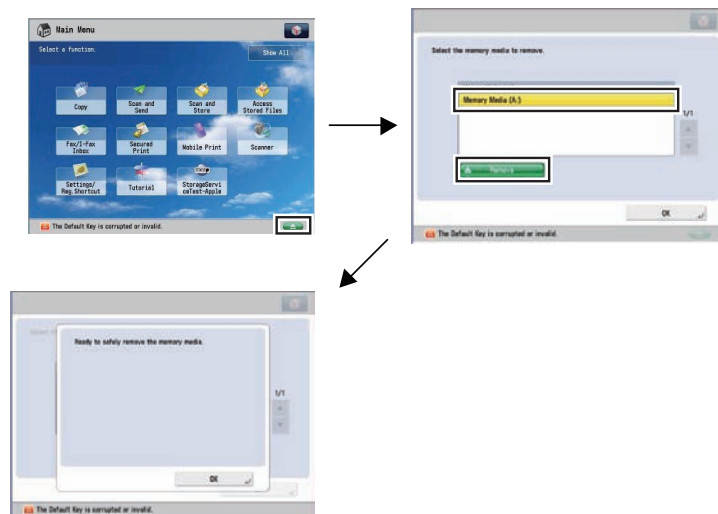 Main Menu
Select a function.
Show All
Copy
Scan and
Send
Scan and
Store
Access
Stored Files
Fax/I-Fax
Inbox
Secured
Print
Mobile Print
Scanner
Settings/
Reg.Shortcut
Tutorial
StorageServi
ceTest-Apple
The Default Key is corrupted or invalid.
Select the memory media to remove.
Memory Media (A:)
1/1
Remove
OK
The Default Key is corrupted or invalid.
Ready to safely remove the memory media.
1/1
OK
The Default Key is corrupted or invalid.